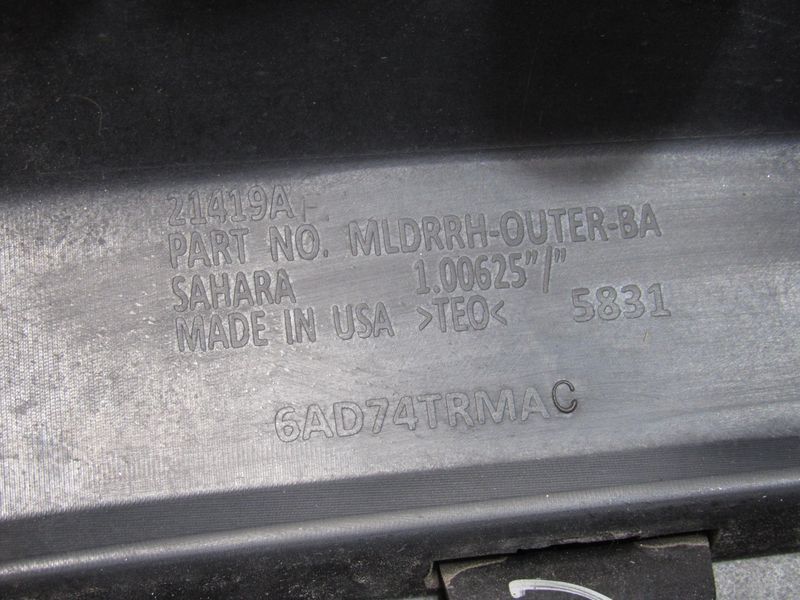 21419A
PART NO. MLDRRH-OUTER-BA
SAHARA 1.00625"/"
MADE IN USA >TEO< 5831
6AD74TRMAC